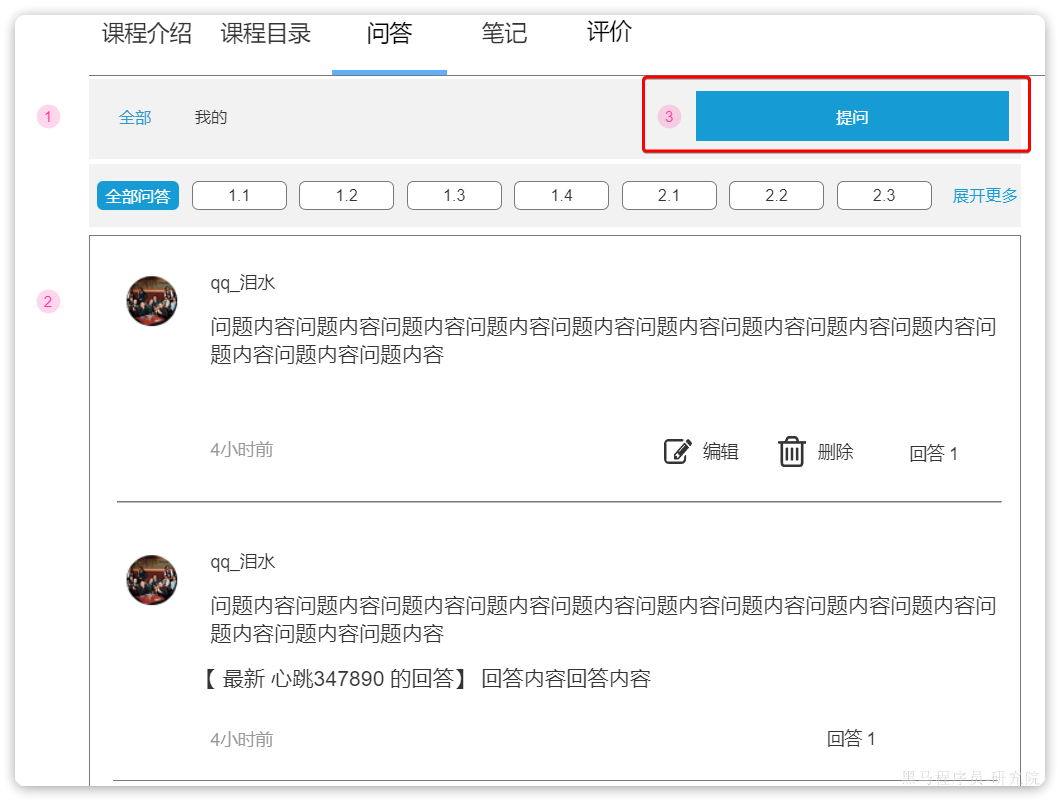 课程介绍 课程目录 问答 笔记 评价
1 全部 我的 3 提问
全部问答 1.1 1.2 1.3 1.4 2.1 2.2 2.3 展开更多
2
qq_泪水
问题内容问题内容问题内容问题内容问题内容问题内容问题内容问题内容问题内容问
题内容问题内容问题内容
4小时前 编辑 删除 回答 1
qq_泪水
问题内容问题内容问题内容问题内容问题内容问题内容问题内容问题内容问题内容问
题内容问题内容问题内容
【 最新 心跳347890 的回答】 回答内容回答内容
4小时前 回答 1
黑马程序员-研究院